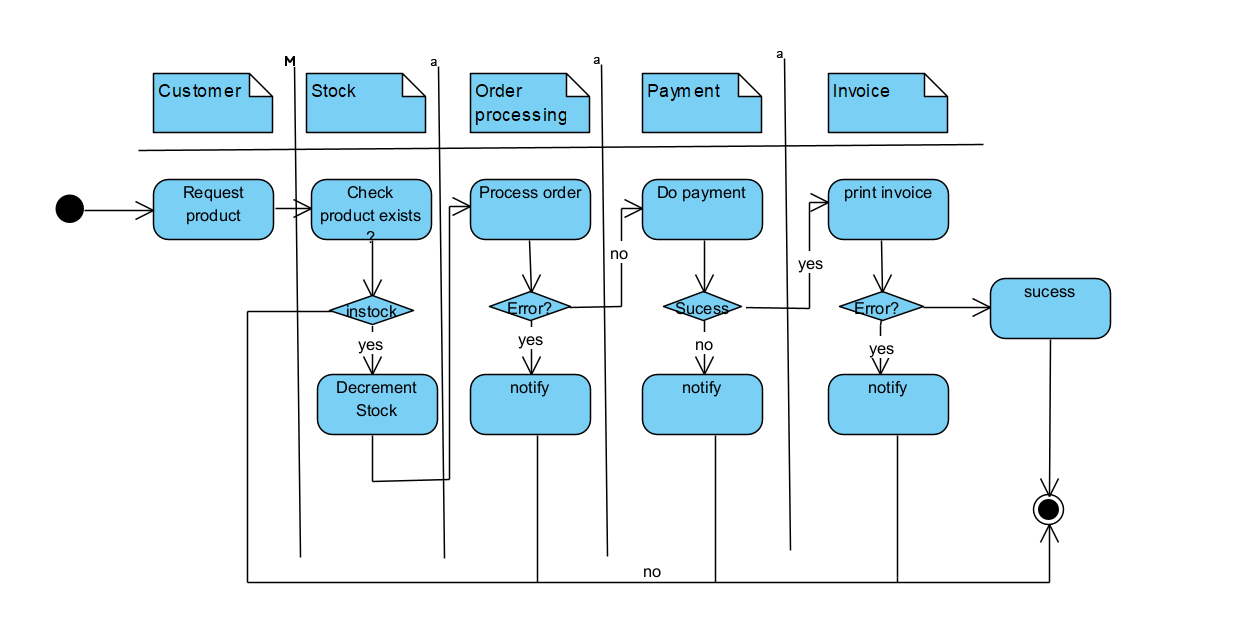 M
a
a
a
Customer
Stock
Order
processing
Payment
Invoice
Request
product
Check
product exists
?
Process order
Do payment
print invoice
no
yes
instock
Error?
Sucess
Error?
sucess
yes
yes
no
yes
Decrement
Stock
notify
notify
notify
no